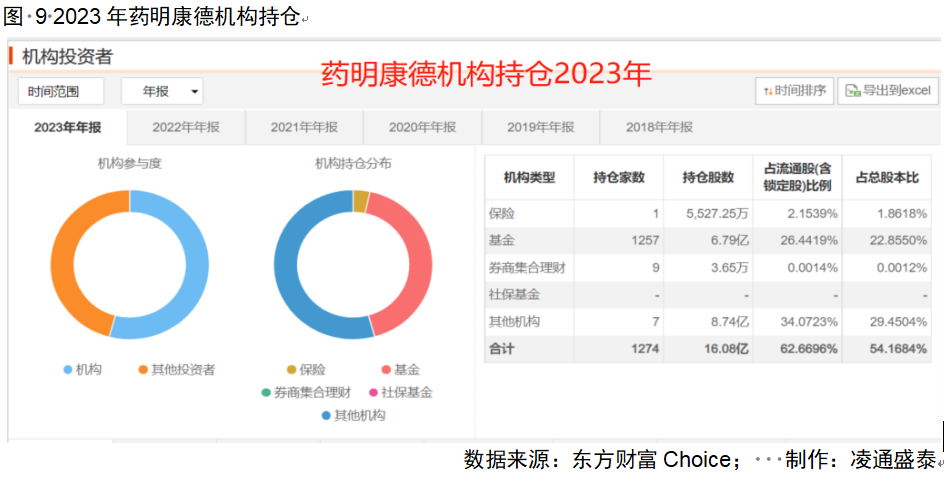 图 9 2023 年药明康德机构持仓
机构投资者
药明康德机构持仓2023年
时间范围 年报 时间排序 导出到excel
2023年年报 2022年年报 2021年年报 2020年年报 2019年年报 2018年年报
机构参与度 机构持仓分布
机构类型 持仓家数 持仓股数 占流通股(含锁定股)比例 占总股本比
保险 1 5,527.25万 2.1539% 1.8618%
基金 1257 6.79亿 26.4419% 22.8550%
券商集合理财 9 3.65万 0.0014% 0.0012%
社保基金 - - - -
其他机构 7 8.74亿 34.0723% 29.4504%
合计 1274 16.08亿 62.6696% 54.1684%
机构 其他投资者 保险 基金
券商集合理财 社保基金
其他机构
数据来源：东方财富 Choice；···制作：凌通盛泰